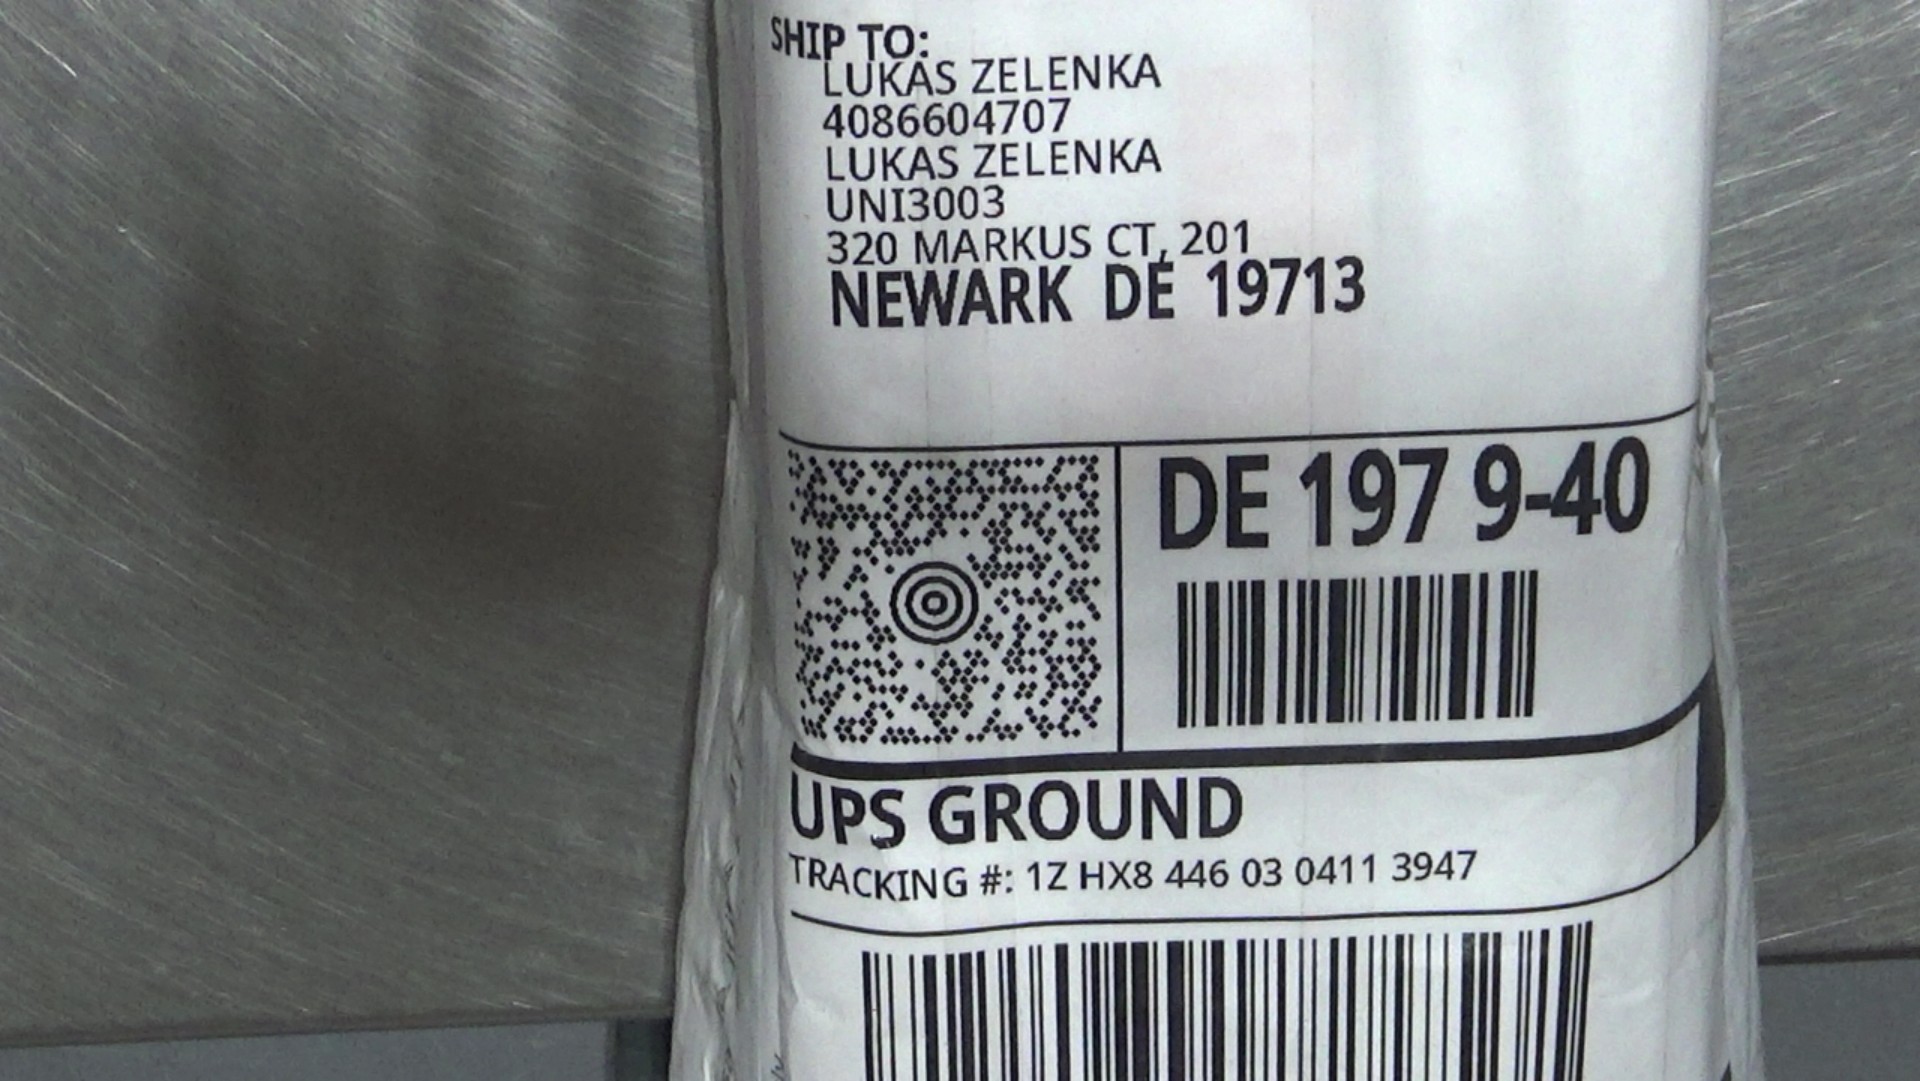 SHIP TO:
LUKAS ZELENKA
4086604707
LUKAS ZELENKA
UNI3003
320 MARKUS CT, 201
NEWARK DE 19713
DE 197 9-40
UPS GROUND
TRACKING #: 1Z HX8 446 03 0411 3947